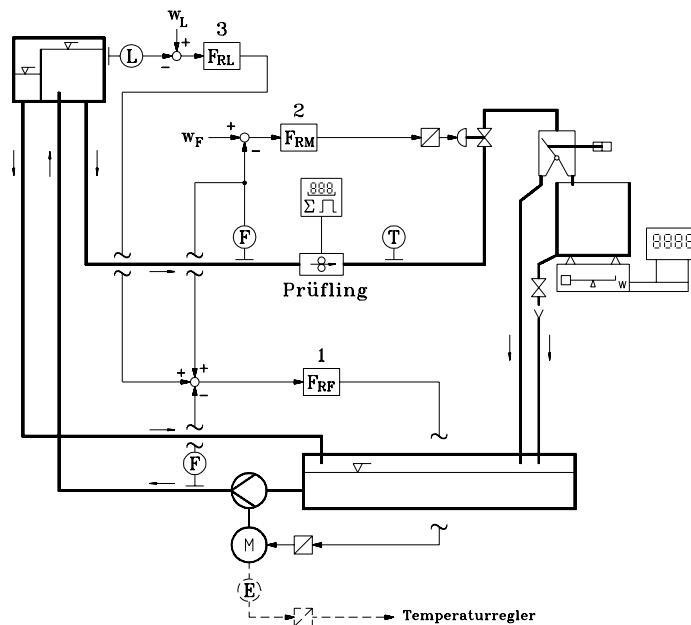 w_L
3
L
+
−
F_RL
2
w_F
+
−
F_RM
888
Σ
F
T
Prüfling
8888
W
1
+
+
−
F_RF
F
M
E
Temperaturregler